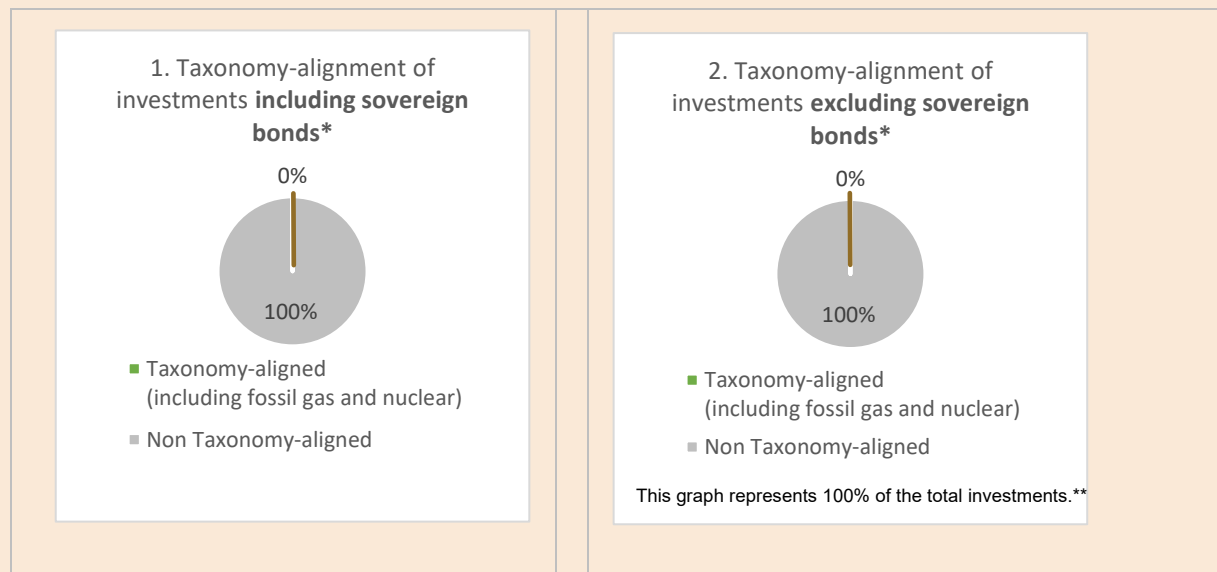 1. Taxonomy-alignment of
investments including sovereign
bonds*
0%
100%
Taxonomy-aligned
(including fossil gas and nuclear)
Non Taxonomy-aligned
2. Taxonomy-alignment of
investments excluding sovereign
bonds*
0%
100%
Taxonomy-aligned
(including fossil gas and nuclear)
Non Taxonomy-aligned
This graph represents 100% of the total investments.**